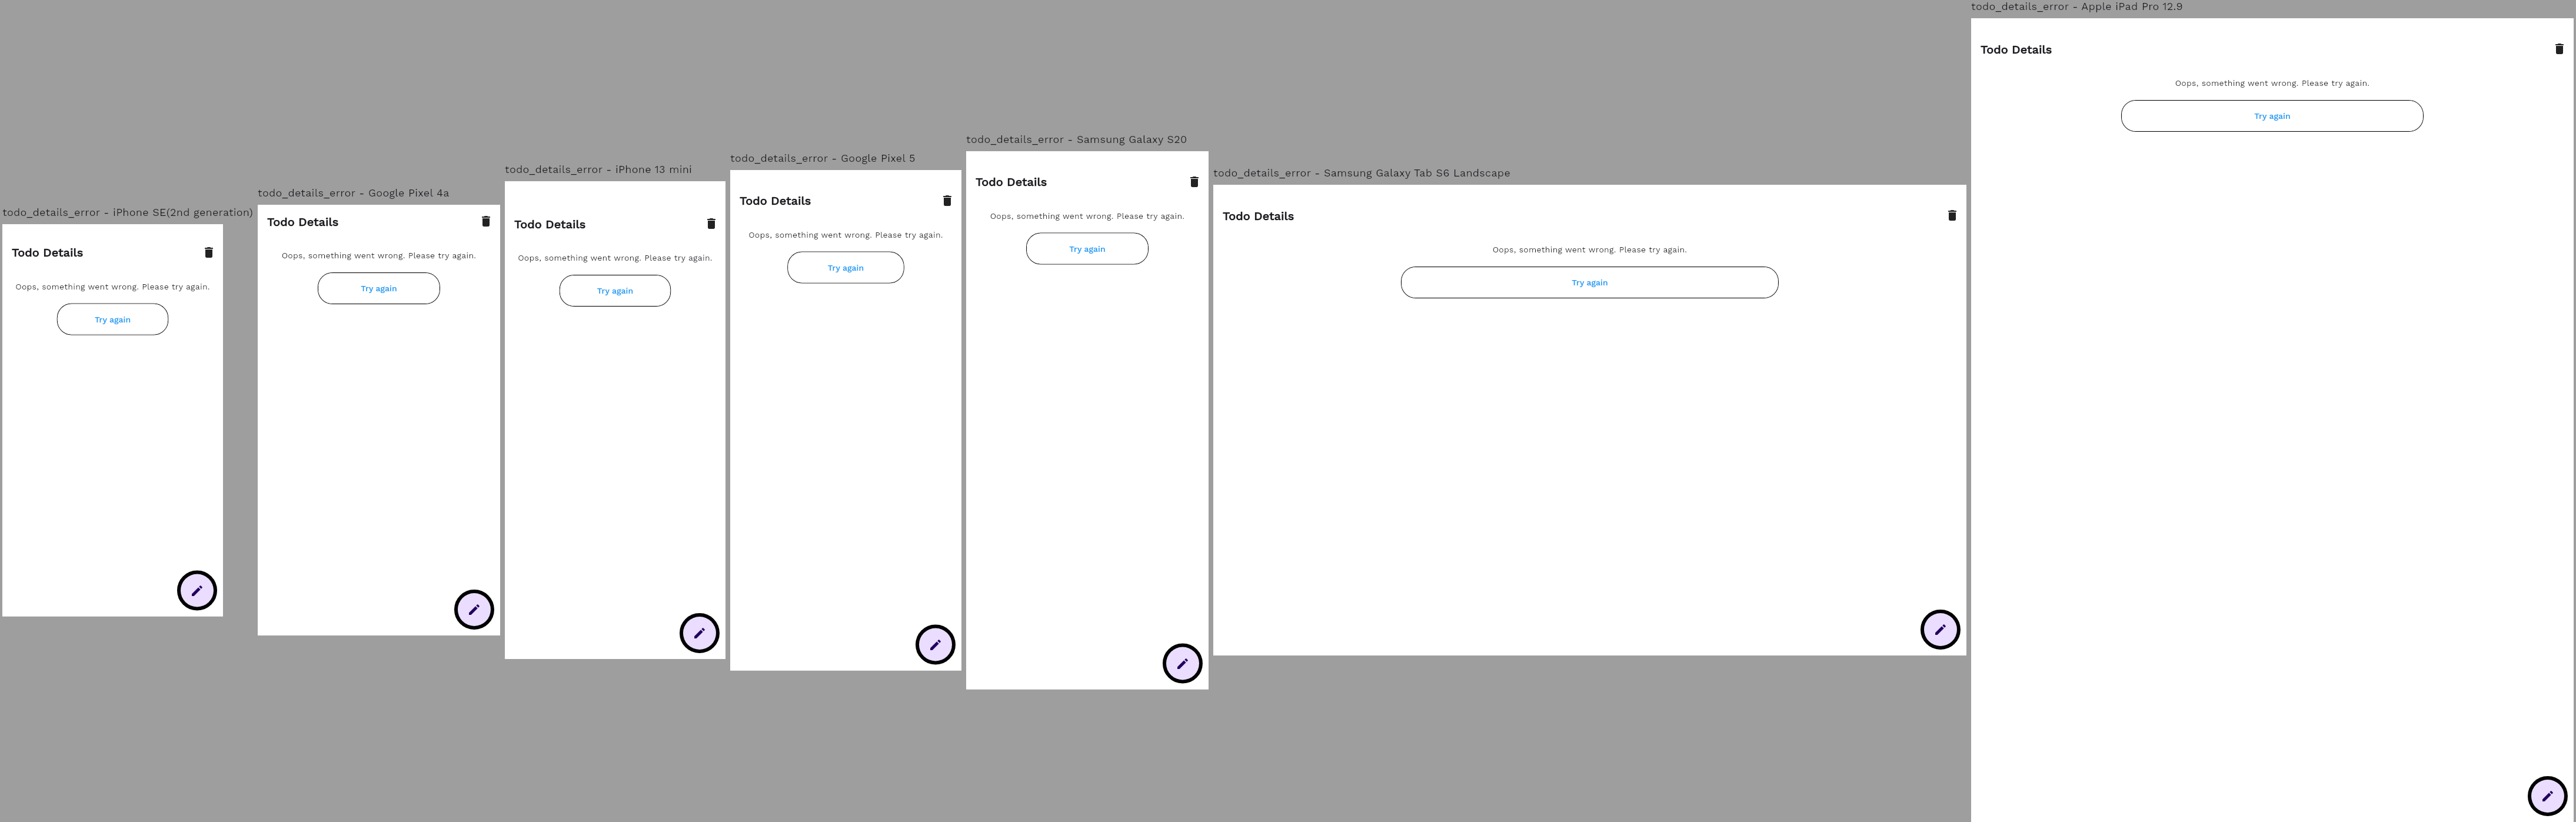 todo_details_error - iPhone SE(2nd generation)
Todo Details
Oops, something went wrong. Please try again.
Try again
todo_details_error - Google Pixel 4a
Todo Details
Oops, something went wrong. Please try again.
Try again
todo_details_error - iPhone 13 mini
Todo Details
Oops, something went wrong. Please try again.
Try again
todo_details_error - Google Pixel 5
Todo Details
Oops, something went wrong. Please try again.
Try again
todo_details_error - Samsung Galaxy S20
Todo Details
Oops, something went wrong. Please try again.
Try again
todo_details_error - Samsung Galaxy Tab S6 Landscape
Todo Details
Oops, something went wrong. Please try again.
Try again
todo_details_error - Apple iPad Pro 12.9
Todo Details
Oops, something went wrong. Please try again.
Try again